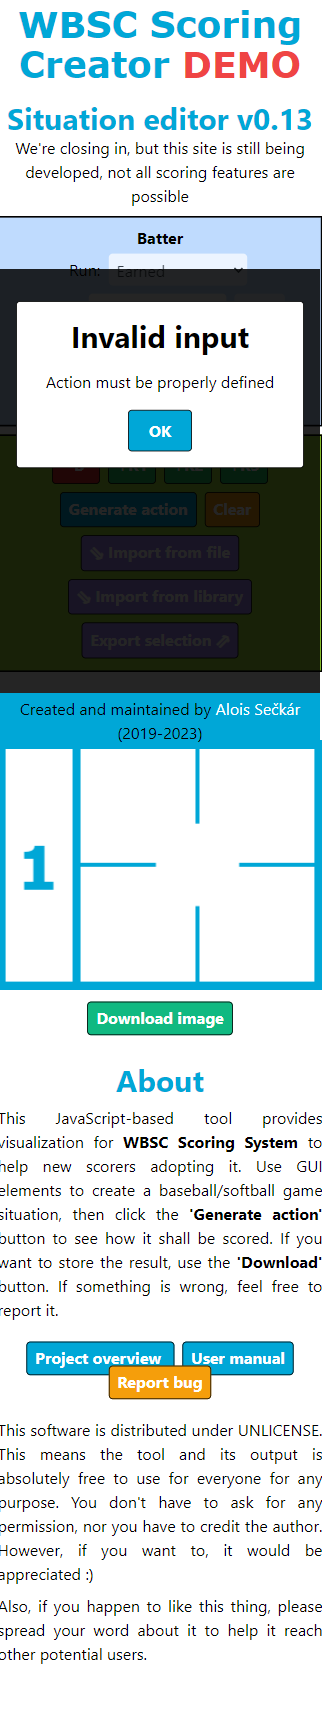 WBSC Scoring
Creator DEMO
Situation editor v0.13
We're closing in, but this site is still being
developed, not all scoring features are
possible
Batter
Run: Earned
Invalid input
Action must be properly defined
OK
Generate action Clear
Import from file
Import from library
Export selection
Created and maintained by Alois Sečkár
(2019-2023)
1
Download image
About
This JavaScript-based tool provides
visualization for WBSC Scoring System to
help new scorers adopting it. Use GUI
elements to create a baseball/softball game
situation, then click the 'Generate action'
button to see how it shall be scored. If you
want to store the result, use the 'Download'
button. If something is wrong, feel free to
report it.
Project overview User manual
Report bug
This software is distributed under UNLICENSE.
This means the tool and its output is
absolutely free to use for everyone for any
purpose. You don't have to ask for any
permission, nor you have to credit the author.
However, if you want to, it would be
appreciated :)
Also, if you happen to like this thing, please
spread your word about it to help it reach
other potential users.